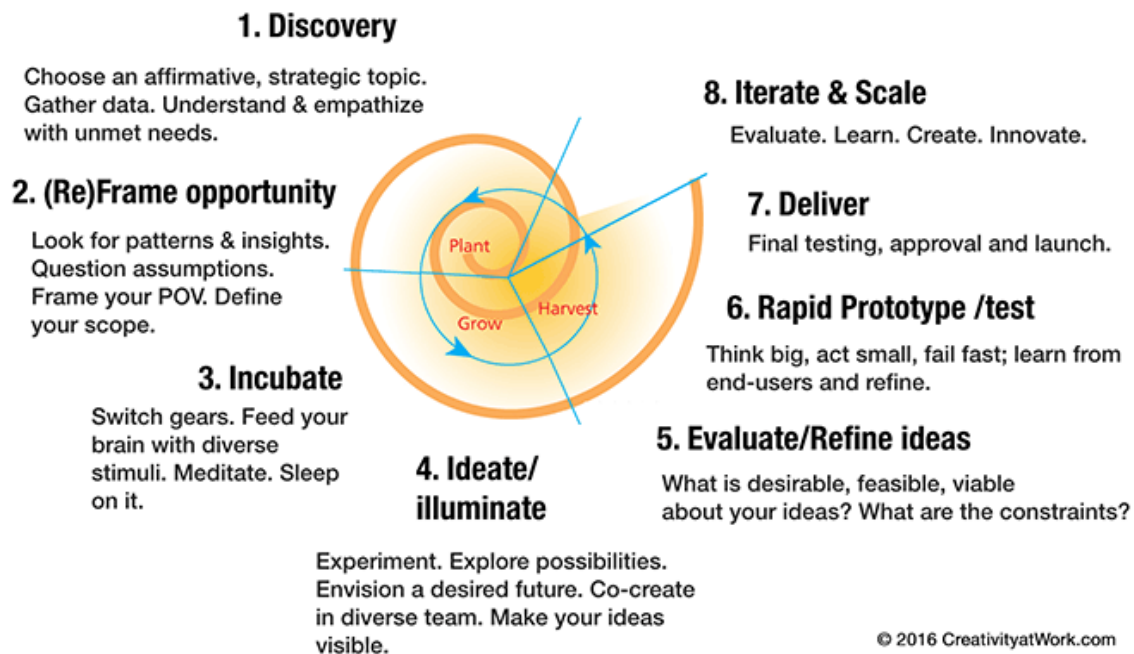 1. Discovery
Choose an affirmative, strategic topic.
Gather data. Understand & empathize
with unmet needs.
2. (Re)Frame opportunity
Look for patterns & insights.
Question assumptions.
Frame your POV. Define
your scope.
3. Incubate
Switch gears. Feed your
brain with diverse
stimuli. Meditate. Sleep
on it.
4. Ideate/
illuminate
Experiment. Explore possibilities.
Envision a desired future. Co-create
in diverse team. Make your ideas
visible.
5. Evaluate/Refine ideas
What is desirable, feasible, viable
about your ideas? What are the constraints?
6. Rapid Prototype /test
Think big, act small, fail fast; learn from
end-users and refine.
7. Deliver
Final testing, approval and launch.
8. Iterate & Scale
Evaluate. Learn. Create. Innovate.
Plant
Grow
Harvest
© 2016 CreativityatWork.com